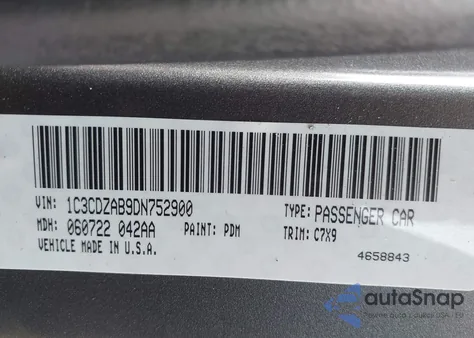 VIN: 1C3CDZAB9DN752900 TYPE: PASSENGER CAR
MDH: 060722 042AA PAINT: PDM TRIM: C7X9
VEHICLE MADE IN U.S.A. 4658843
autoSnap